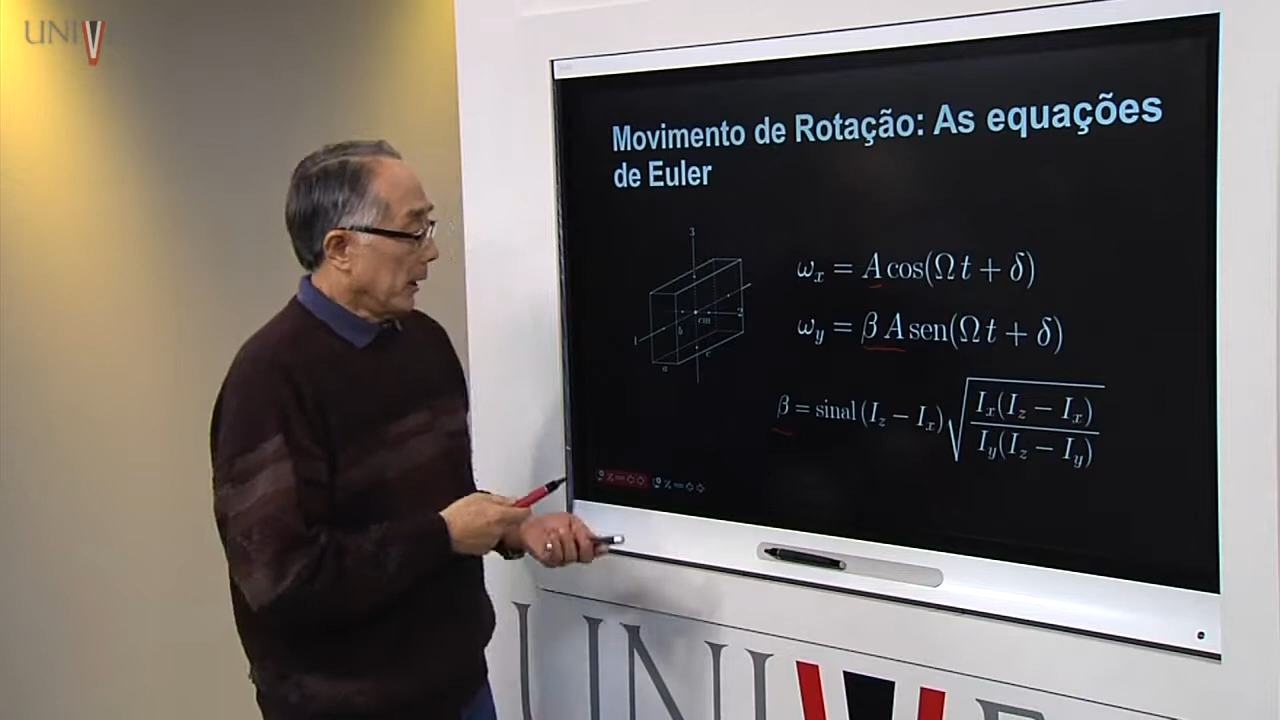 UNIV
Movimento de Rotação: As equações
de Euler
3
1
2
cm
b
a
c
ω_x = A cos(Ω t + δ)
ω_y = β A sen(Ω t + δ)
β = sinal (I_z − I_x) √(I_x(I_z − I_x) / I_y(I_z − I_y))
UNIVE